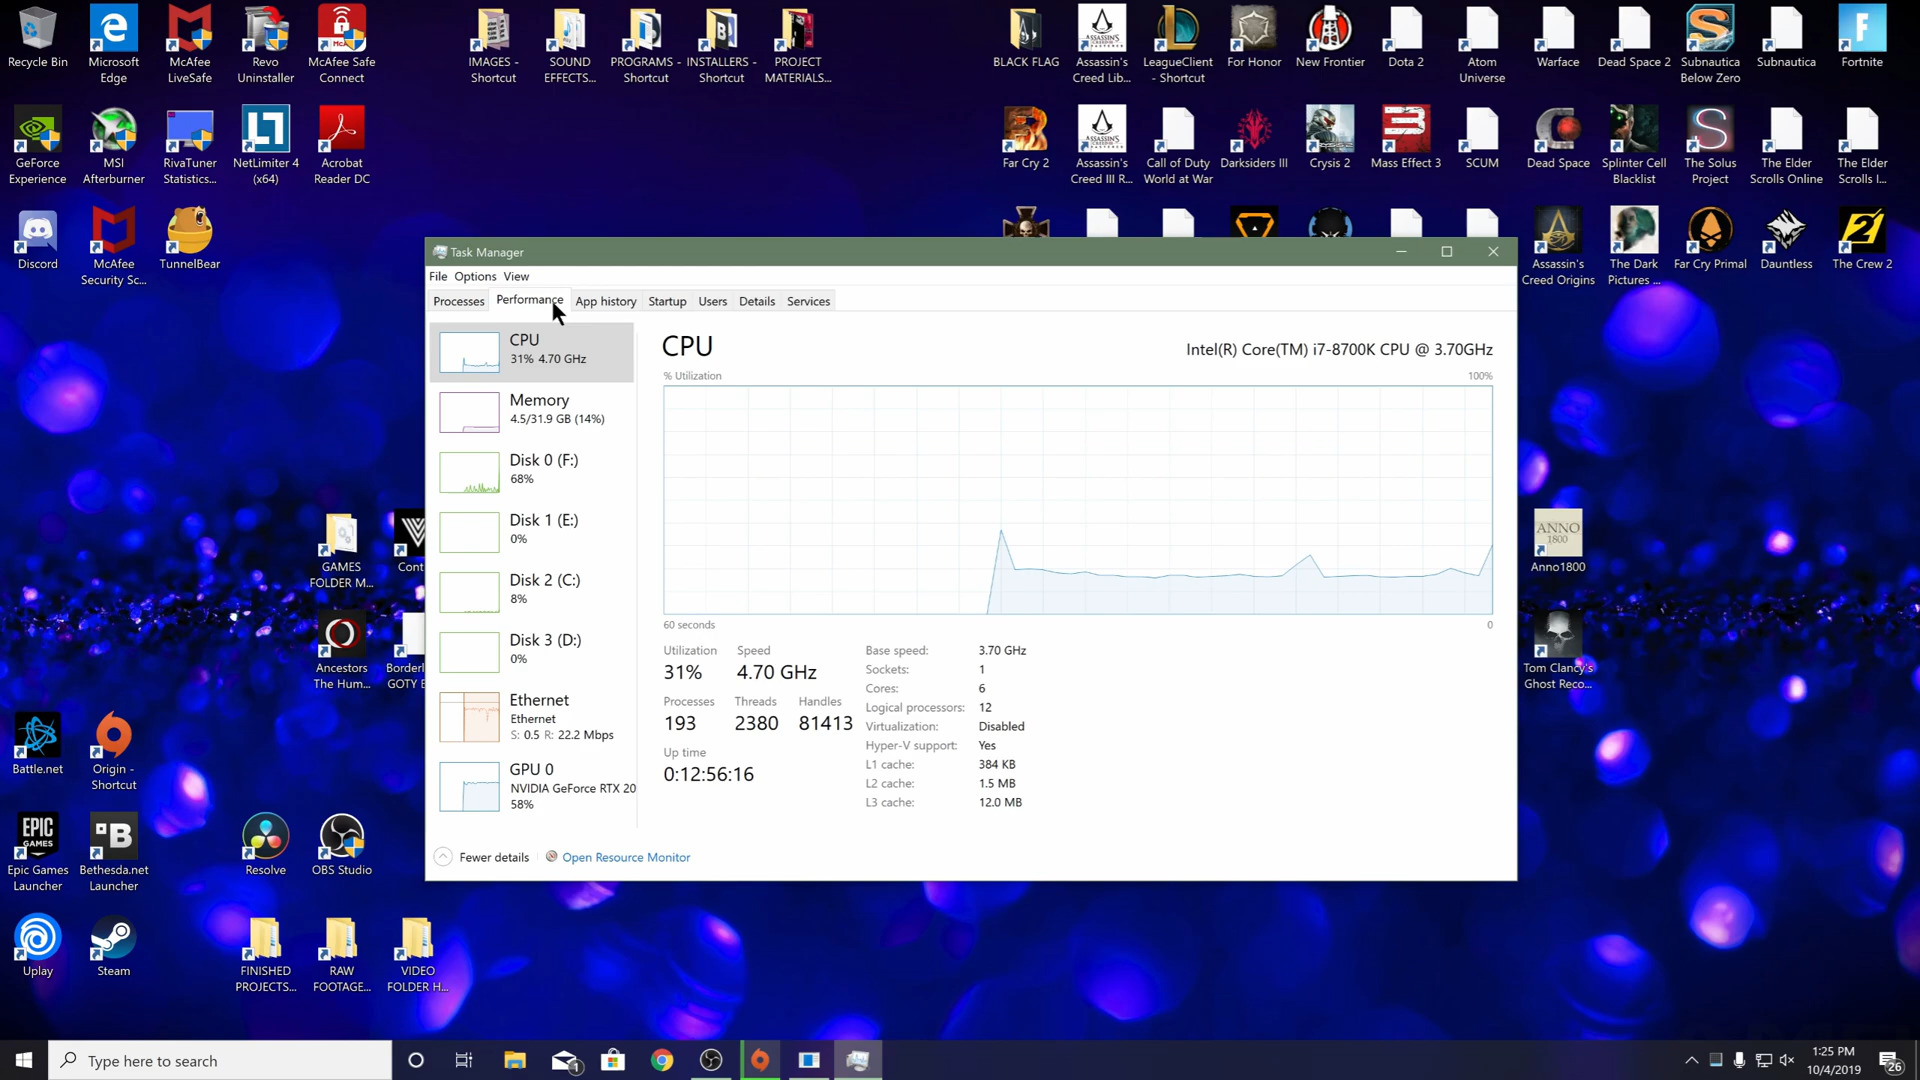 Recycle Bin
Microsoft
Edge
McAfee
LiveSafe
Revo
Uninstaller
McAfee Safe
Connect
IMAGES -
Shortcut
SOUND
EFFECTS...
PROGRAMS -
Shortcut
INSTALLERS -
Shortcut
PROJECT
MATERIALS...
BLACK FLAG
Assassin's
Creed Lib...
LeagueClient
- Shortcut
For Honor
New Frontier
Dota 2
Atom
Universe
Warface
Dead Space 2
Subnautica
Below Zero
Subnautica
Fortnite
GeForce
Experience
MSI
Afterburner
RivaTuner
Statistics...
NetLimiter 4
(x64)
Acrobat
Reader DC
Far Cry 2
Assassin's
Creed III R...
Call of Duty
World at War
Darksiders III
Crysis 2
Mass Effect 3
SCUM
Dead Space
Splinter Cell
Blacklist
The Solus
Project
The Elder
Scrolls Online
The Elder
Scrolls I...
Discord
McAfee
Security Sc...
TunnelBear
Assassin's
Creed Origins
The Dark
Pictures ...
Far Cry Primal
Dauntless
The Crew 2
Task Manager
File Options View
Processes Performance App history Startup Users Details Services
CPU
31% 4.70 GHz
Memory
4.5/31.9 GB (14%)
Disk 0 (F:)
68%
Disk 1 (E:)
0%
Disk 2 (C:)
8%
Disk 3 (D:)
0%
Ethernet
Ethernet
S: 0.5 R: 22.2 Mbps
GPU 0
NVIDIA GeForce RTX 20
58%
CPU
Intel(R) Core(TM) i7-8700K CPU @ 3.70GHz
% Utilization 100%
60 seconds 0
Utilization Speed
31% 4.70 GHz
Processes Threads Handles
193 2380 81413
Up time
0:12:56:16
Base speed: 3.70 GHz
Sockets: 1
Cores: 6
Logical processors: 12
Virtualization: Disabled
Hyper-V support: Yes
L1 cache: 384 KB
L2 cache: 1.5 MB
L3 cache: 12.0 MB
Fewer details Open Resource Monitor
GAMES
FOLDER M...
Cont
ANNO
1800
Anno1800
Ancestors
The Hum...
Borderl
GOTY E
Tom Clancy's
Ghost Reco...
Battle.net
Origin -
Shortcut
EPIC
GAMES
Epic Games
Launcher
Bethesda.net
Launcher
Resolve
OBS Studio
Uplay
Steam
FINISHED
PROJECTS...
RAW
FOOTAGE...
VIDEO
FOLDER H...
Type here to search
1
1:25 PM
10/4/2019
26